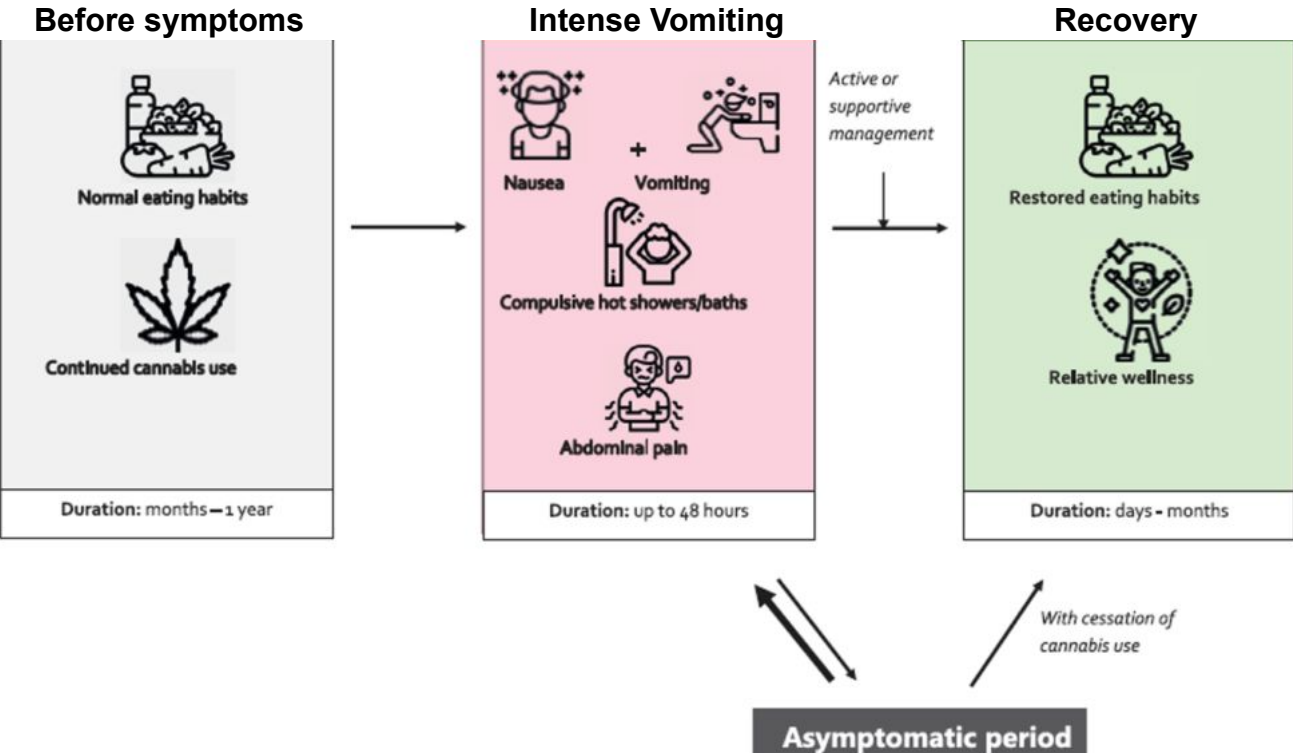 Before symptoms
Normal eating habits
Continued cannabis use
Duration: months—1 year
Intense Vomiting
+
Nausea
Vomiting
Compulsive hot showers/baths
Abdominal pain
Duration: up to 48 hours
Active or
supportive
management
Recovery
Restored eating habits
Relative wellness
Duration: days - months
With cessation of
cannabis use
Asymptomatic period